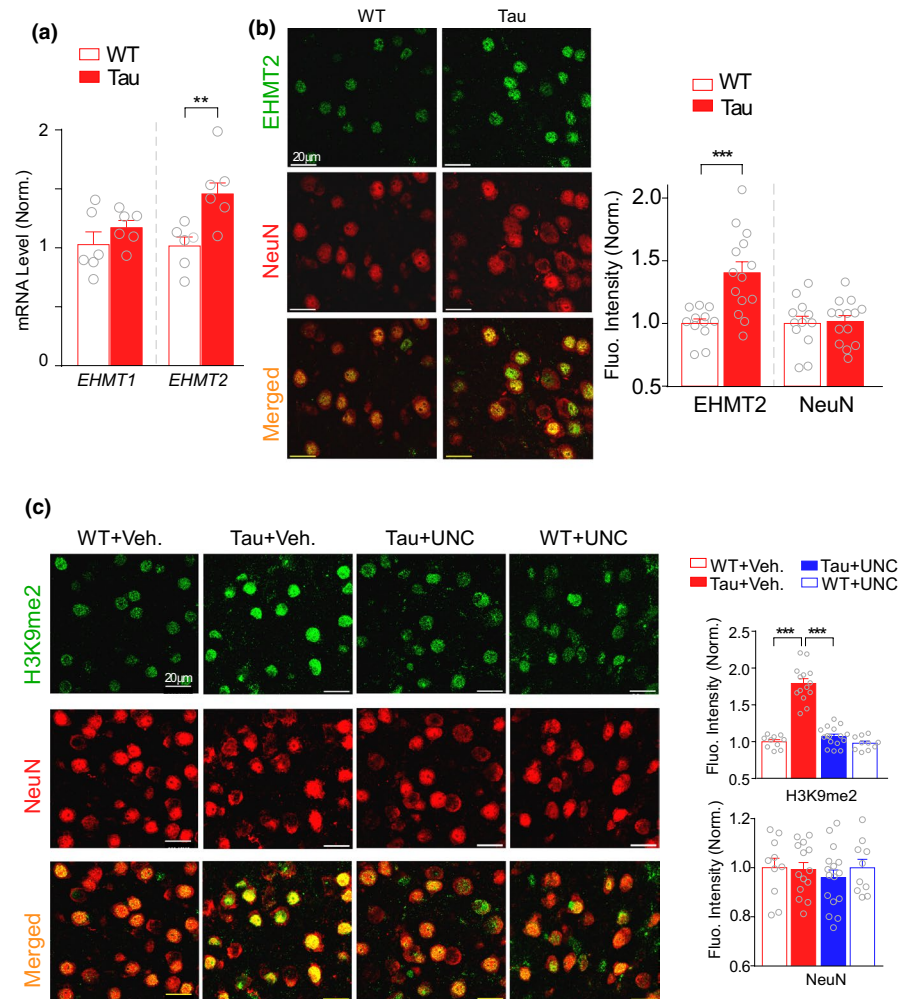 (a)
WT
Tau
**
mRNA Level (Norm.)
2
1
0
EHMT1
EHMT2
(b)
WT
Tau
EHMT2
20μm
NeuN
Merged
WT
Tau
***
Fluo. Intensity (Norm.)
2.0
1.5
1.0
0.5
EHMT2
NeuN
(c)
WT+Veh.
Tau+Veh.
Tau+UNC
WT+UNC
H3K9me2
20μm
NeuN
Merged
WT+Veh.
Tau+UNC
Tau+Veh.
WT+UNC
***
***
Fluo. Intensity (Norm.)
2.5
2.0
1.5
1.0
0.5
H3K9me2
Fluo. Intensity (Norm.)
1.2
1.0
0.8
0.6
NeuN